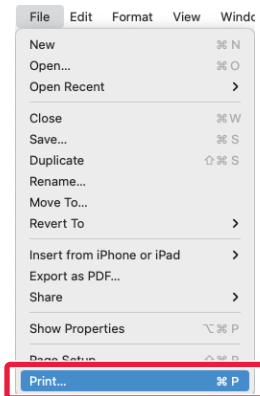 File Edit Format View Windo
New ⌘ N
Open... ⌘ O
Open Recent >
Close ⌘ W
Save... ⌘ S
Duplicate ⇧ ⌘ S
Rename...
Move To...
Revert To >
Insert from iPhone or iPad >
Export as PDF...
Share >
Show Properties ⌥ ⌘ P
Page Setup ⇧ ⌘ P
Print... ⌘ P